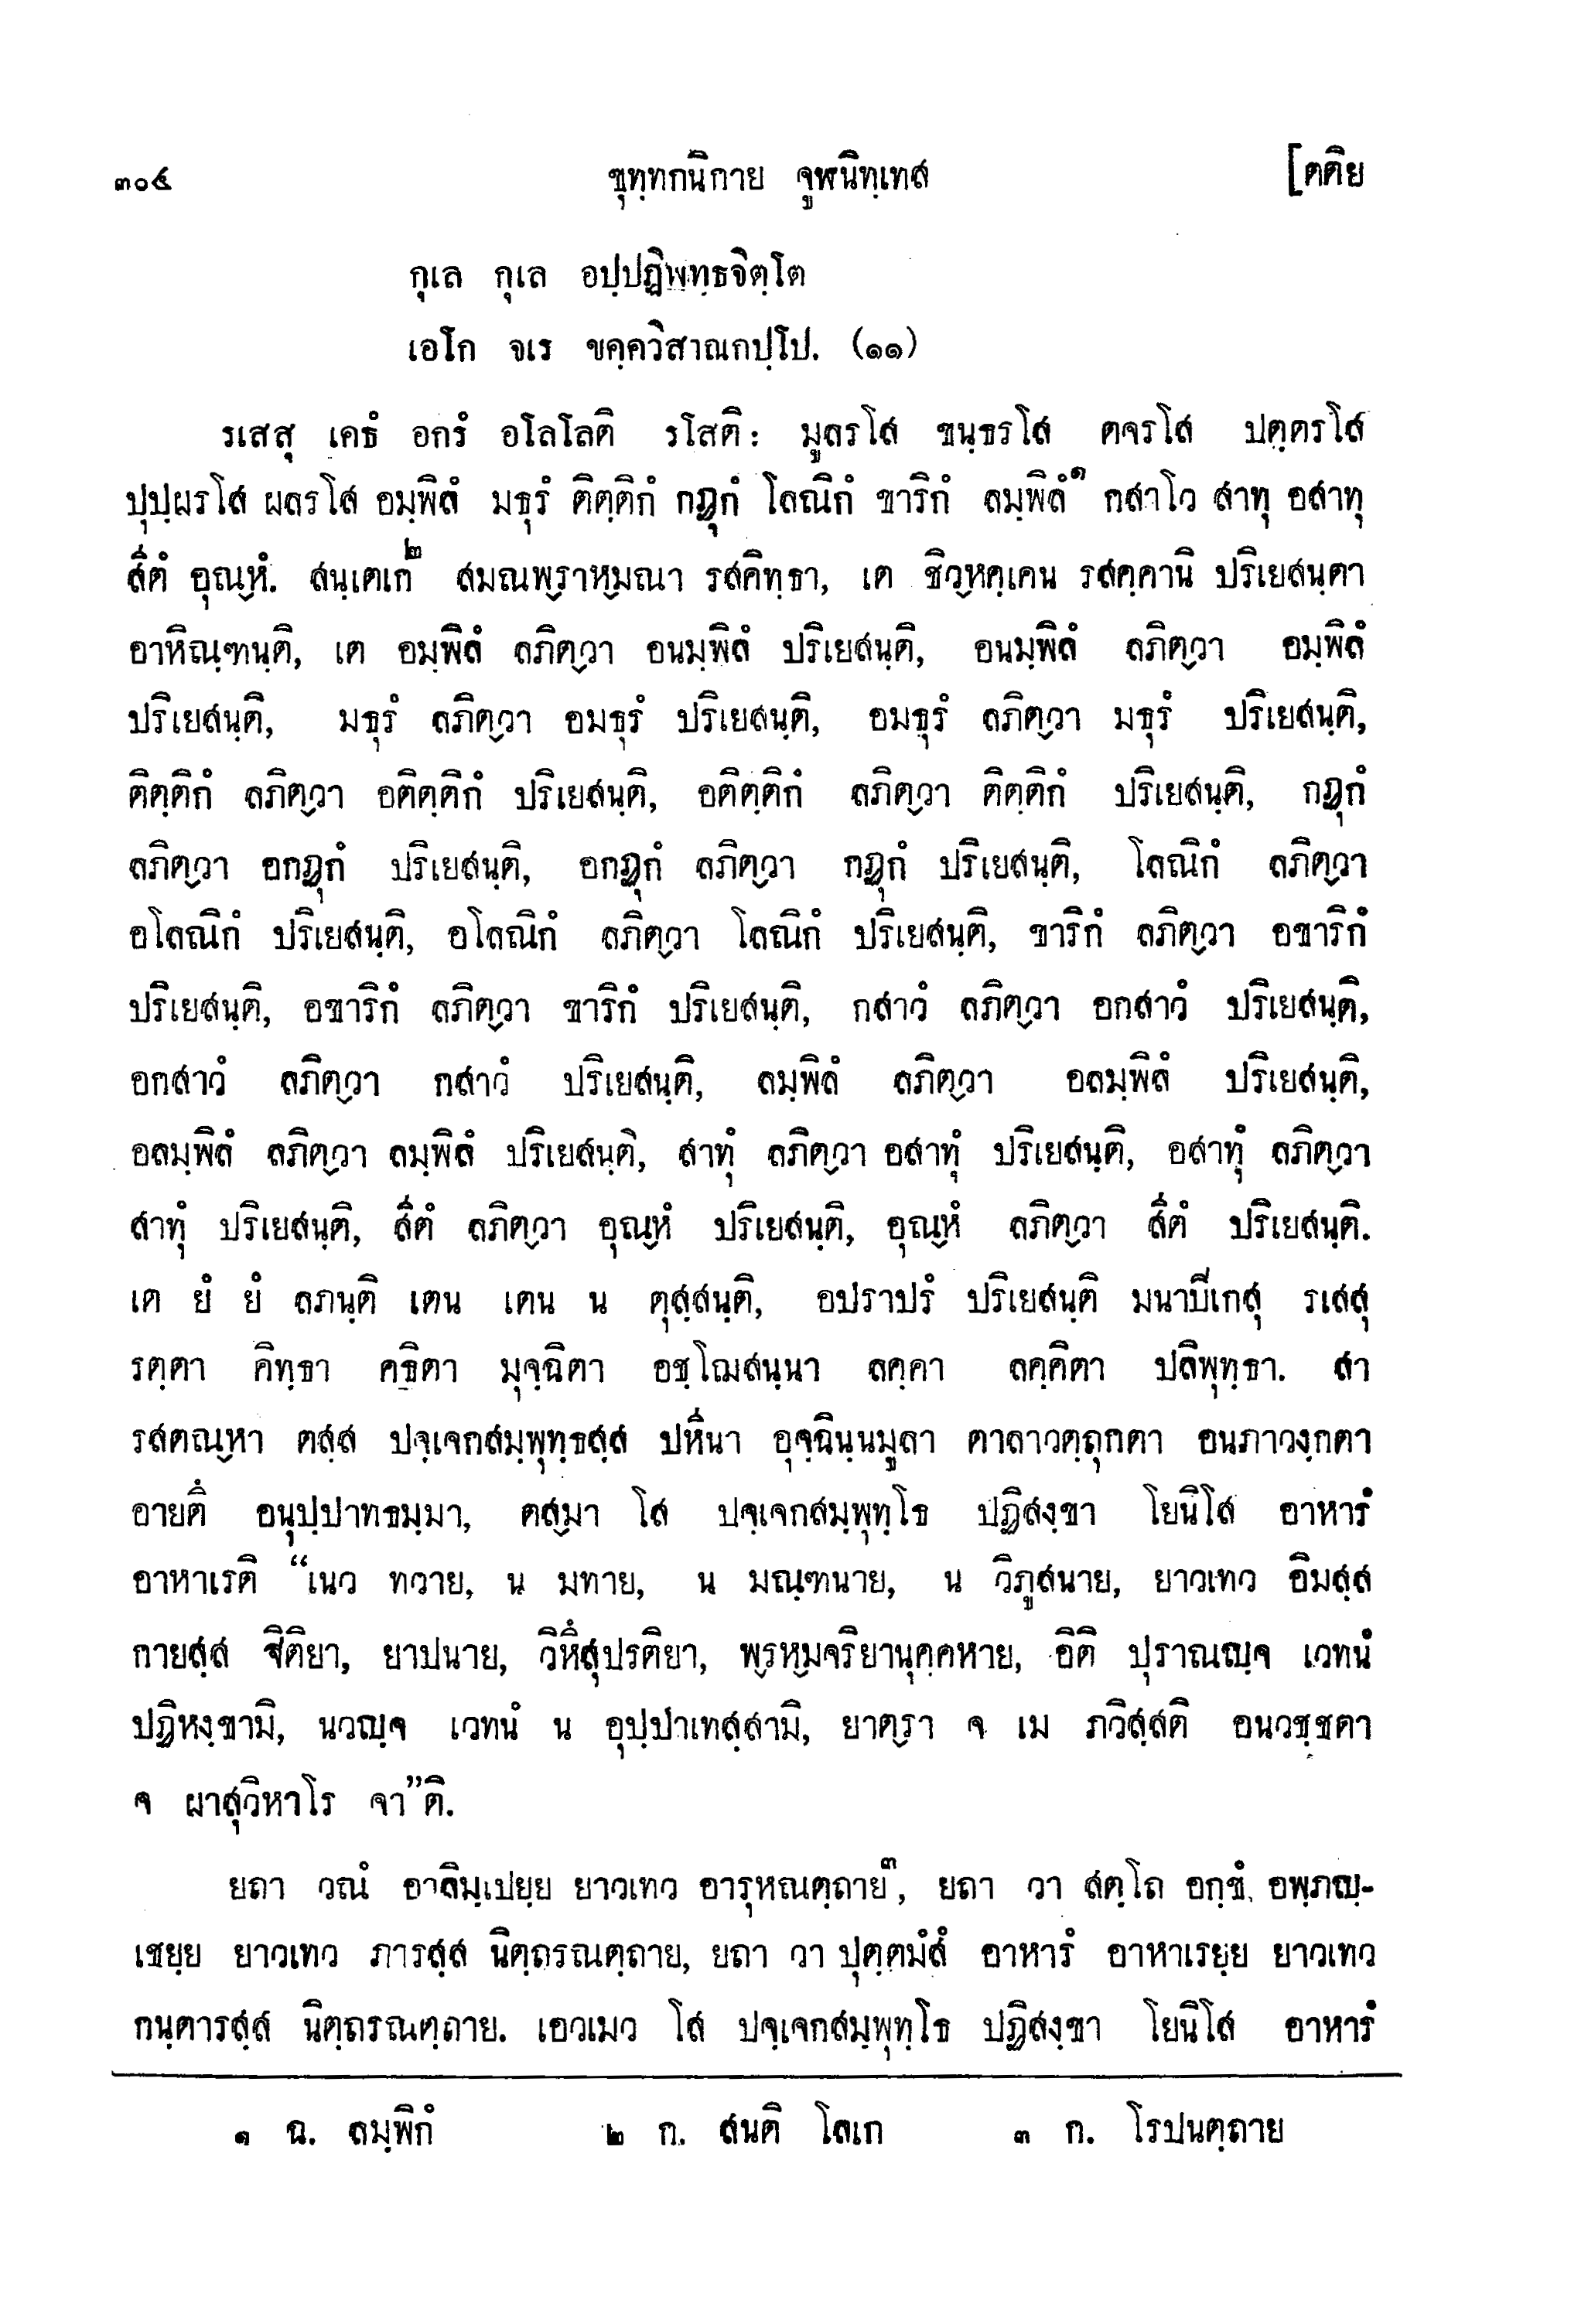 ๓๐๔ ขุทฺทกนิกาย จูฬนิทฺเทส [ตติย
กุเล กุเล อปฺปฏิพทฺธจิตฺโต
เอโก จเร ขคฺควิสาณกปฺโป. (๑๑)
รเสสุ เคธํ อกรํ อโลโลติ รโสติ: มูลรโส ขนฺธรโส ตจรโส ปตฺตรโส
ปุปฺผรโส ผลรโส อมฺพิลํ มธุรํ ติตฺติกํ กฏุกํ โลณิกํ ขาริกํ ลมฺพิลํ๑ กสาโว สาทุ อสาทุ
สีตํ อุณฺหํ. สนฺเตเก๒ สมณพฺราหฺมณา รสคิทฺธา, เต ชิวฺหคฺเคน รสคฺคานิ ปริเยสนฺตา
อาหิณฺฑนฺติ, เต อมฺพิลํ ลภิตฺวา อนมฺพิลํ ปริเยสนฺติ, อนมฺพิลํ ลภิตฺวา อมฺพิลํ
ปริเยสนฺติ, มธุรํ ลภิตฺวา อมธุรํ ปริเยสนฺติ, อมธุรํ ลภิตฺวา มธุรํ ปริเยสนฺติ,
ติตฺติกํ ลภิตฺวา อติตฺติกํ ปริเยสนฺติ, อติตฺติกํ ลภิตฺวา ติตฺติกํ ปริเยสนฺติ, กฏุกํ
ลภิตฺวา อกฏุกํ ปริเยสนฺติ, อกฏุกํ ลภิตฺวา กฏุกํ ปริเยสนฺติ, โลณิกํ ลภิตฺวา
อโลณิกํ ปริเยสนฺติ, อโลณิกํ ลภิตฺวา โลณิกํ ปริเยสนฺติ, ขาริกํ ลภิตฺวา อขาริกํ
ปริเยสนฺติ, อขาริกํ ลภิตฺวา ขาริกํ ปริเยสนฺติ, กสาวํ ลภิตฺวา อกสาวํ ปริเยสนฺติ,
อกสาวํ ลภิตฺวา กสาวํ ปริเยสนฺติ, ลมฺพิลํ ลภิตฺวา อลมฺพิลํ ปริเยสนฺติ,
อลมฺพิลํ ลภิตฺวา ลมฺพิลํ ปริเยสนฺติ, สาทุํ ลภิตฺวา อสาทุํ ปริเยสนฺติ, อสาทุํ ลภิตฺวา
สาทุํ ปริเยสนฺติ, สีตํ ลภิตฺวา อุณฺหํ ปริเยสนฺติ, อุณฺหํ ลภิตฺวา สีตํ ปริเยสนฺติ.
เต ยํ ยํ ลภนฺติ เตน เตน น ตุสฺสนฺติ, อปราปรํ ปริเยสนฺติ มนาปิเกสุ รเสสุ
รตฺตา คิทฺธา คธิตา มุจฺฉิตา อชฺโฌสนฺนา ลคฺคา ลคฺคิตา ปลิพุทฺธา. สา
รสตณฺหา ตสฺส ปจฺเจกสมฺพุทฺธสฺส ปหีนา อุจฺฉินฺนมูลา ตาลาวตฺถุกตา อนภาวงฺกตา
อายตึ อนุปฺปาทธมฺมา, ตสฺมา โส ปจฺเจกสมฺพุทฺโธ ปฏิสงฺขา โยนิโส อาหารํ
อาหาเรติ “เนว ทวาย, น มทาย, น มณฺฑนาย, น วิภูสนาย, ยาวเทว อิมสฺส
กายสฺส ฐิติยา, ยาปนาย, วิหึสุปรติยา, พฺรหฺมจริยานุคฺคหาย, อิติ ปุราณญฺจ เวทนํ
ปฏิหงฺขามิ, นวญฺจ เวทนํ น อุปฺปาเทสฺสามิ, ยาตฺรา จ เม ภวิสฺสติ อนวชฺชตา
จ ผาสุวิหาโร จา”ติ.
ยถา วณํ อาลิมฺเปยฺย ยาวเทว อารุหณตฺถาย๓, ยถา วา สตฺโถ อกฺขํ อพฺภญฺ-
เชยฺย ยาวเทว ภารสฺส นิตฺถรณตฺถาย, ยถา วา ปุตฺตมํสํ อาหารํ อาหาเรยฺย ยาวเทว
กนฺตารสฺส นิตฺถรณตฺถาย. เอวเมว โส ปจฺเจกสมฺพุทฺโธ ปฏิสงฺขา โยนิโส อาหารํ
๑ ฉ. ลมฺพิกํ ๒ ก. สนติ โลเก ๓ ก. โรปนตฺถาย